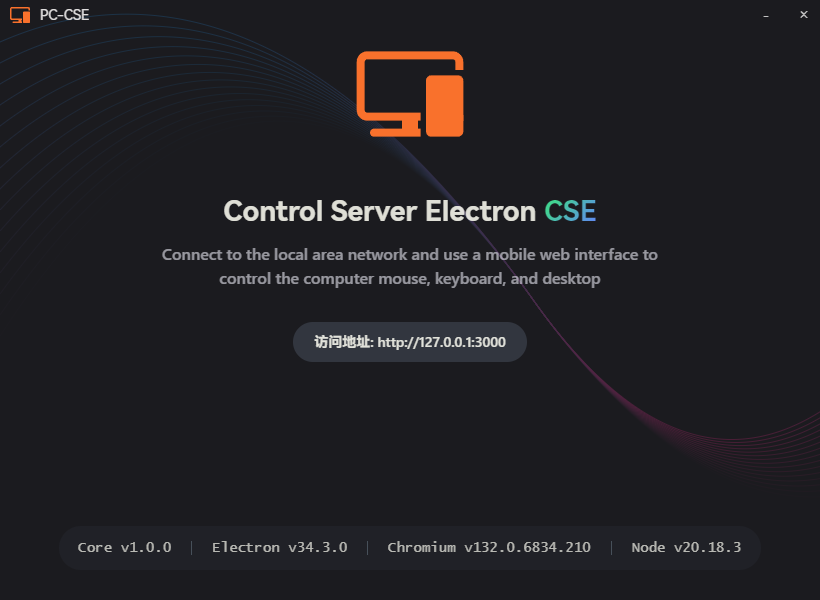 PC-CSE
Control Server Electron CSE
Connect to the local area network and use a mobile web interface to
control the computer mouse, keyboard, and desktop
访问地址: http://127.0.0.1:3000
Core v1.0.0 | Electron v34.3.0 | Chromium v132.0.6834.210 | Node v20.18.3